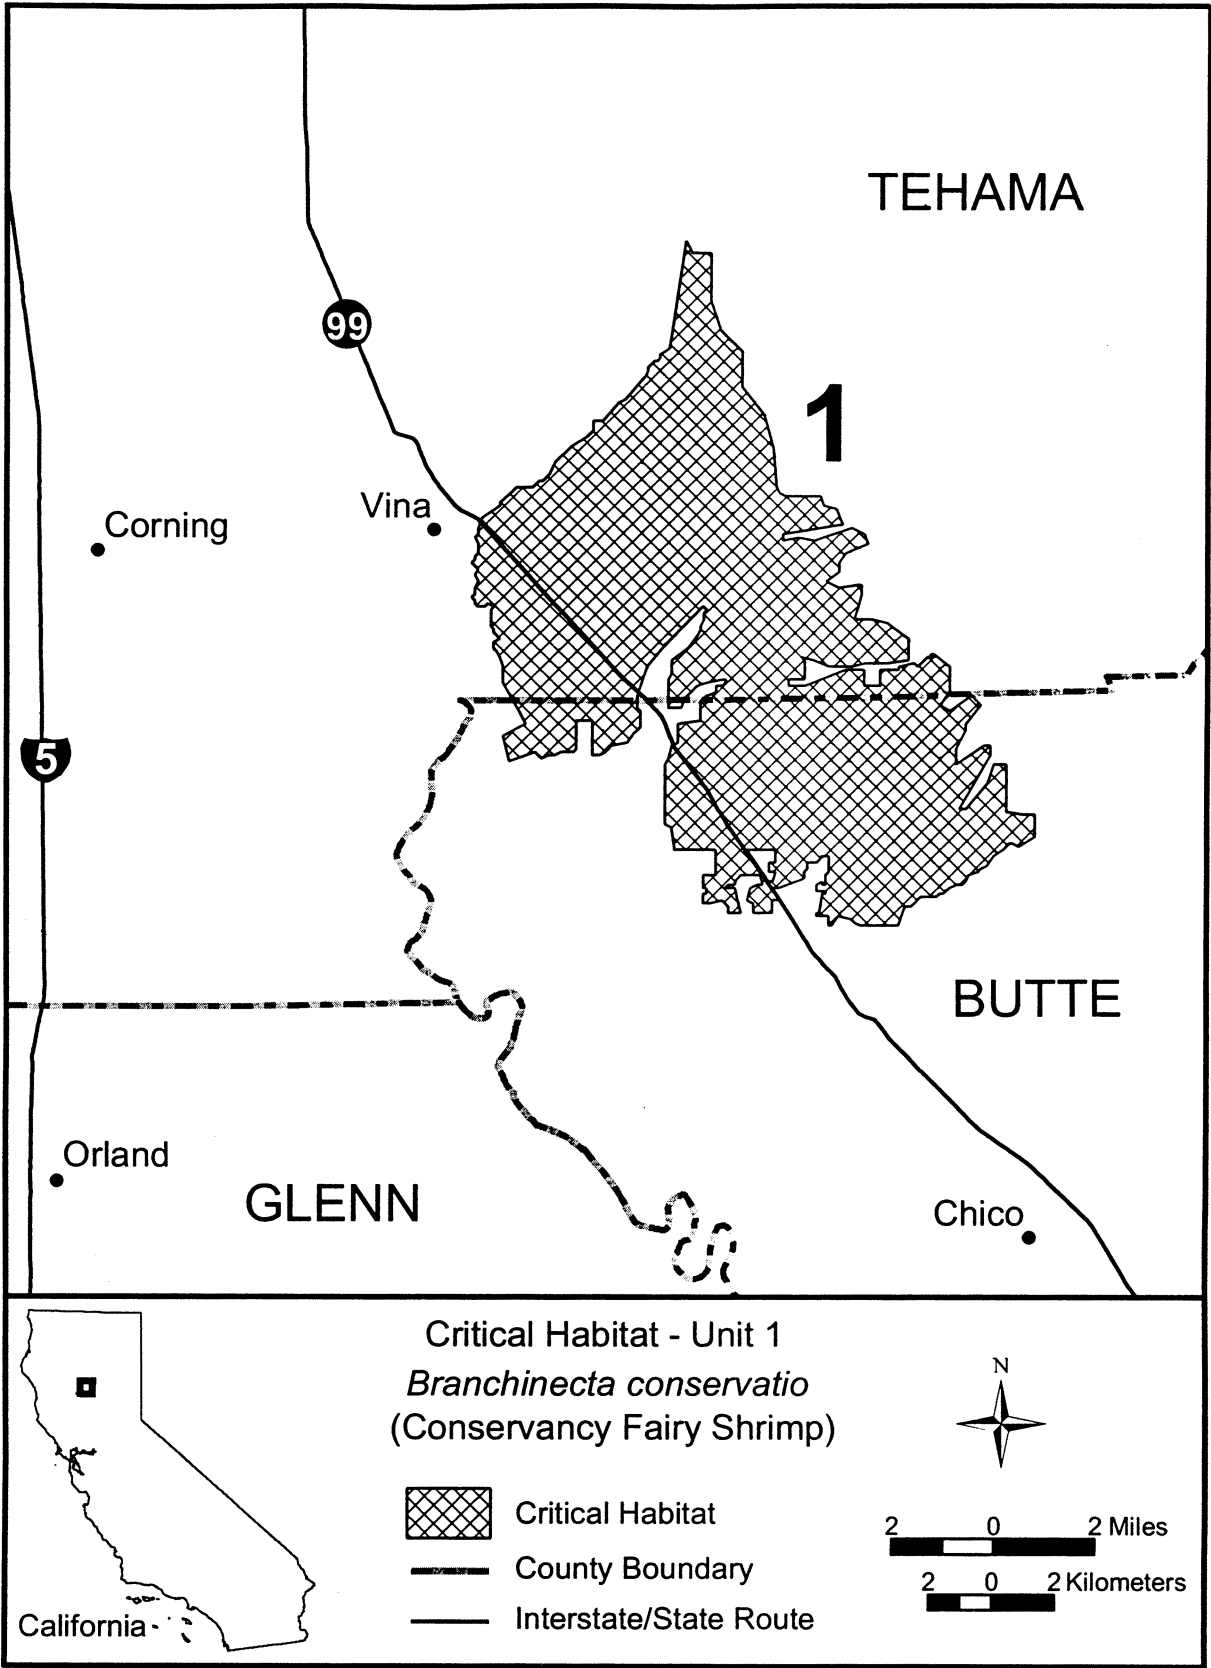 TEHAMA
99
1
Vina
Corning
5
BUTTE
Orland
GLENN
Chico
Critical Habitat - Unit 1
Branchinecta conservatio
(Conservancy Fairy Shrimp)
N
Critical Habitat
County Boundary
Interstate/State Route
2 0 2 Miles
2 0 2 Kilometers
California